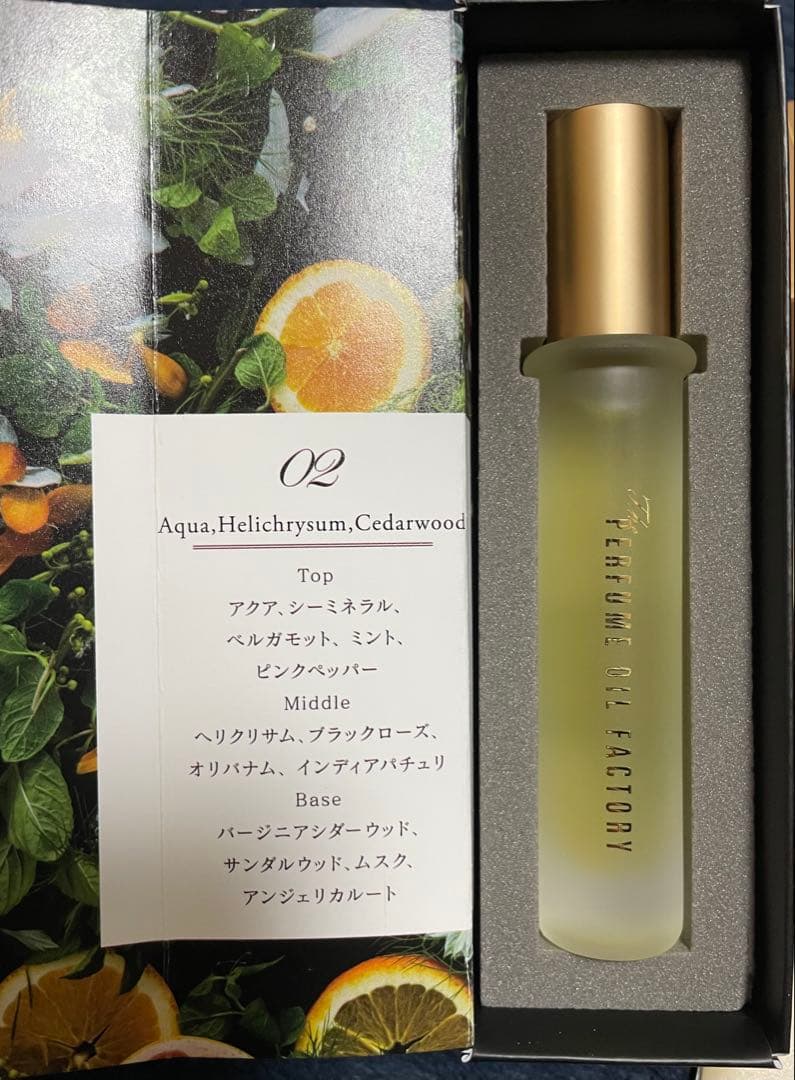 02
Aqua,Helichrysum,Cedarwood
Top
アクア、シーミネラル、
ベルガモット、ミント、
ピンクペッパー
Middle
ヘリクリサム、ブラックローズ、
オリバナム、インディアパチュリ
Base
バージニアシダーウッド、
サンダルウッド、ムスク、
アンジェリカルート
The
PERFUME OIL FACTORY